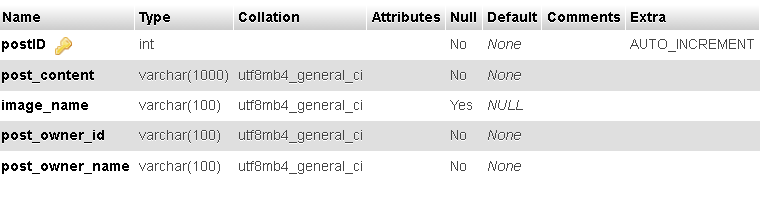 Name Type Collation Attributes Null Default Comments Extra
postID int No None AUTO_INCREMENT
post_content varchar(1000) utf8mb4_general_ci No None
image_name varchar(100) utf8mb4_general_ci Yes NULL
post_owner_id varchar(100) utf8mb4_general_ci No None
post_owner_name varchar(100) utf8mb4_general_ci No None